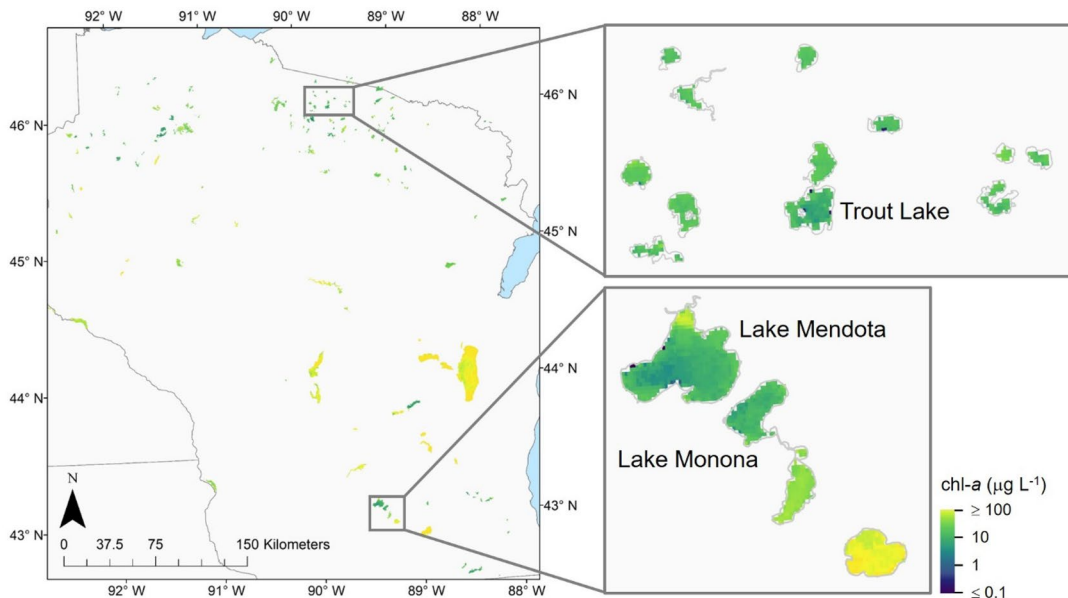 92° W 91° W 90° W 89° W 88° W
46° N
45° N
44° N
43° N
46° N
45° N
44° N
43° N
92° W 91° W 90° W 89° W 88° W
N
0 37.5 75 150 Kilometers
Trout Lake
Lake Mendota
Lake Monona
chl-a (µg L⁻¹)
≥ 100
10
1
≤ 0.1